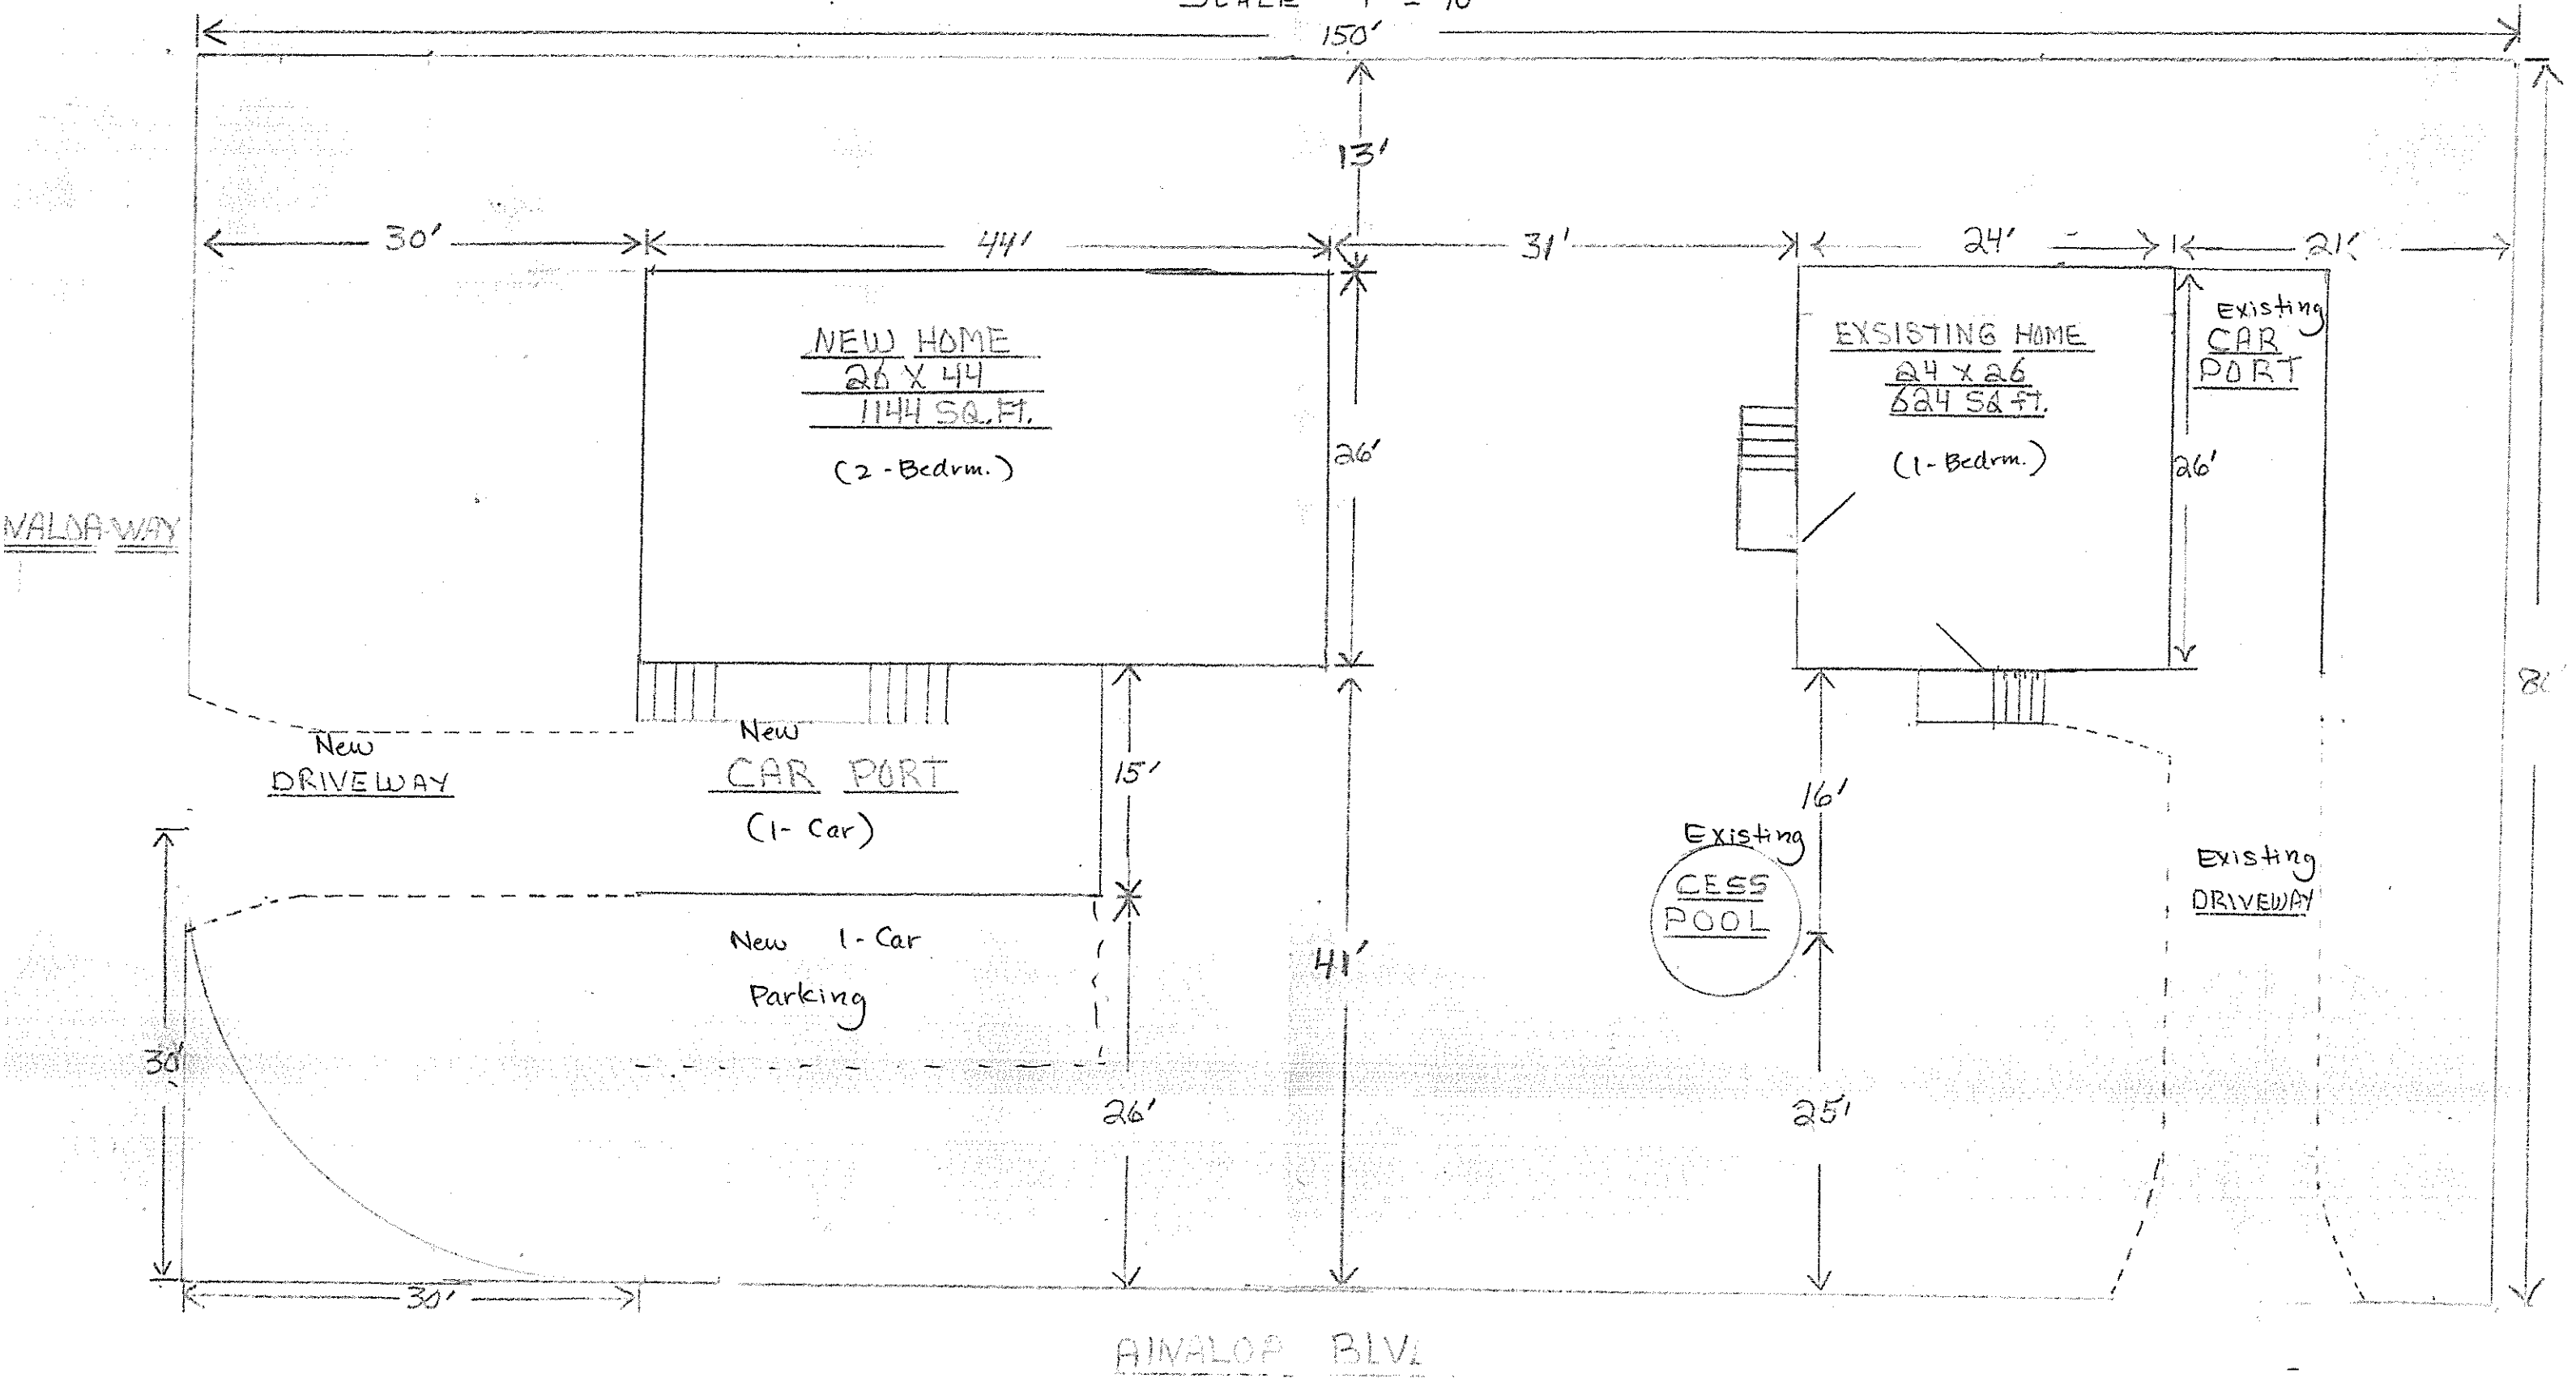 150'
13'
30'
44'
31'
24'
21'
NEW HOME
26 X 44
1144 SQ.FT.
(2 - Bedrm.)
26'
EXSISTING HOME
24 X 26
624 SQ FT.
(1 - Bedrm.)
26'
Existing
CAR
PORT
WAY
New
DRIVEWAY
New
CAR PORT
(1 - Car)
15'
16'
Existing
CESS
POOL
Existing
DRIVEWAY
New 1 - Car
Parking
41'
30'
26'
25'
30'
AINALOA